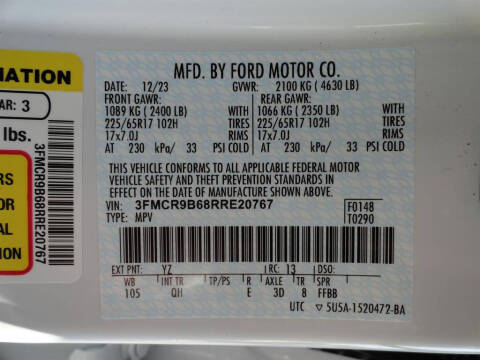 MATION
AR: 3
lbs.
RS
O
AL
ON
3FMCR9B68RRE20767
MFD. BY FORD MOTOR CO.
DATE: 12/23 GVWR: 2100 KG ( 4630 LB)
FRONT GAWR: REAR GAWR:
1089 KG ( 2400 LB) WITH 1066 KG ( 2350 LB) WITH
225/65R17 102H TIRES 225/65R17 102H TIRES
17x7.0J RIMS 17x7.0J RIMS
AT 230 kPa/ 33 PSI COLD AT 230 kPa/ 33 PSI COLD
THIS VEHICLE CONFORMS TO ALL APPLICABLE FEDERAL MOTOR
VEHICLE SAFETY AND THEFT PREVENTION STANDARDS IN
EFFECT ON THE DATE OF MANUFACTURE SHOWN ABOVE.
VIN: 3FMCR9B68RRE20767 F0148
TYPE: MPV T0290
EXT PNT: YZ RC: 13 DSO:
WB INT TR TP/PS R AXLE TR SPR
105 QH E 3D 8 FFBB
UTC ▽5U5A-1520472-BA